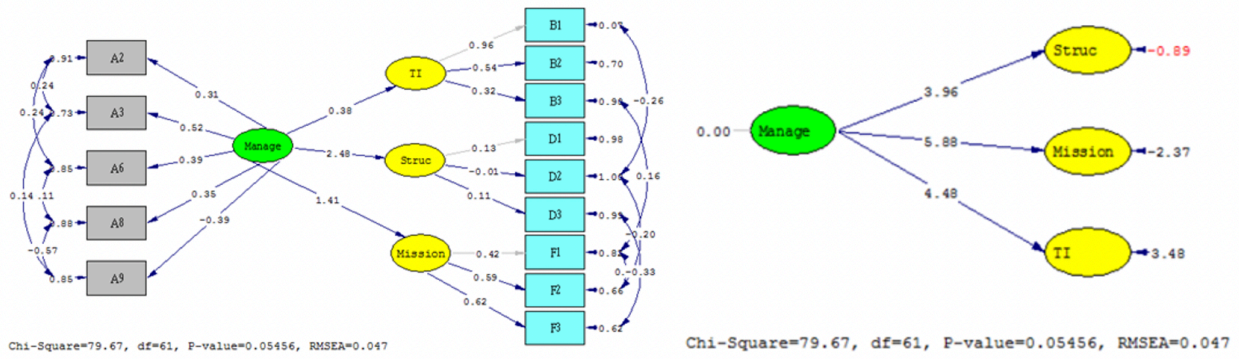 B1
0.07
0.96
A2
0.91
0.54
B2
0.70
TI
0.24
0.31
0.32
B3
-0.26
0.38
A3
0.73
0.24
0.52
D1
0.98
0.13
Manage
2.48
Struc
-0.01
D2
0.16
A6
0.85
0.39
0.11
D3
0.35
0.14
.11
1.41
A8
0.88
-0.39
-0.20
F1
0.42
Mission
-0.57
0.59
-0.33
A9
0.85
F2
0.66
0.62
F3
0.62
Chi-Square=79.67, df=61, P-value=0.05456, RMSEA=0.047
Struc
-0.89
3.96
0.00
Manage
5.88
Mission
-2.37
4.48
TI
3.48
Chi-Square=79.67, df=61, P-value=0.05456, RMSEA=0.047